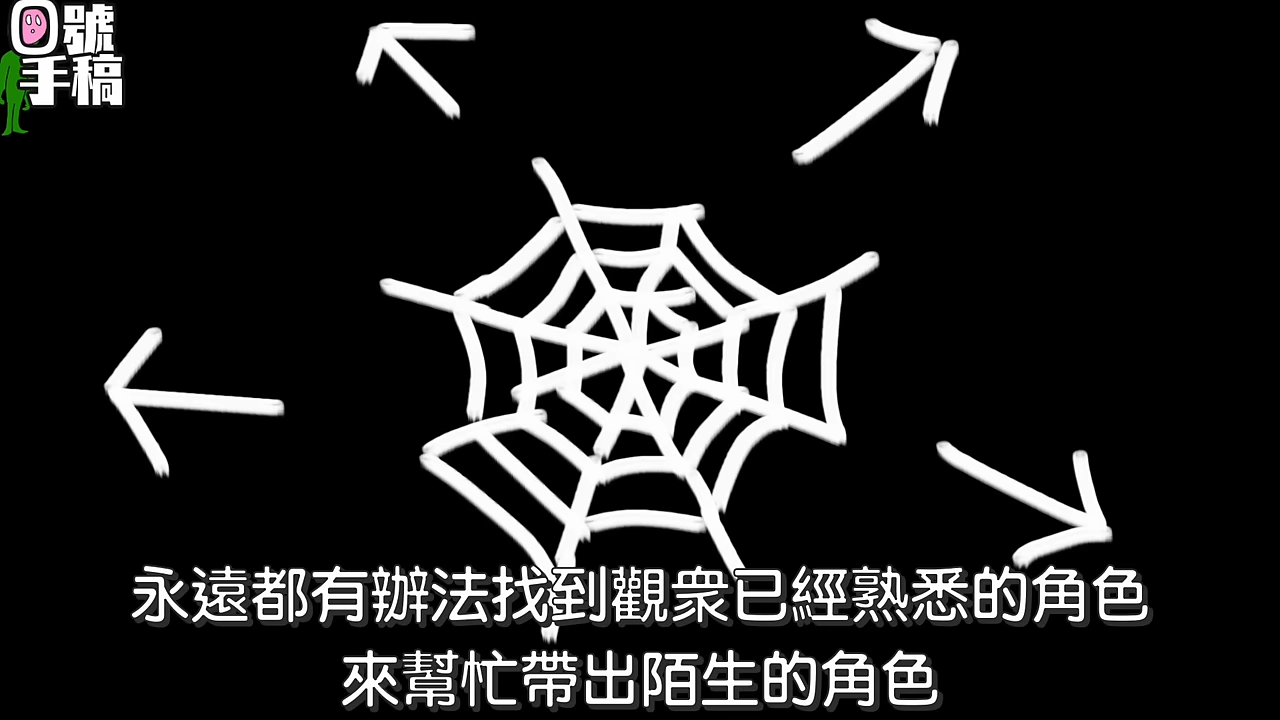 0號
手稿
永遠都有辦法找到觀眾已經熟悉的角色
來幫忙帶出陌生的角色